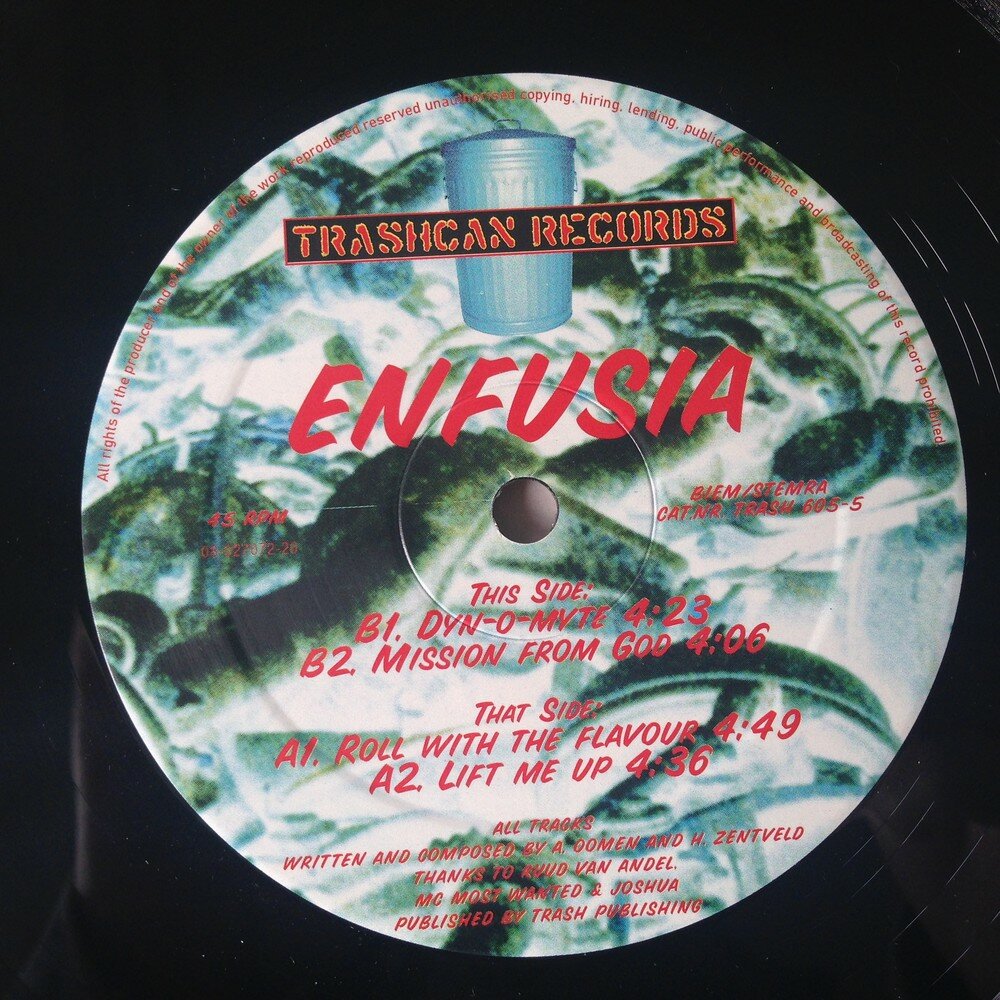 All rights of the producer and of the owner of the work reproduced reserved unauthorised copying, hiring, lending, public performance and broadcasting of this record prohibited
TRASHCAN RECORDS
ENFUSIA
45 RPM
BIEM/STEMRA
CAT.NR. TRASH 605-5
THIS SIDE:
B1. DYN-O-MYTE 4:23
B2. MISSION FROM GOD 4:06
THAT SIDE:
A1. ROLL WITH THE FLAVOUR 4:49
A2. LIFT ME UP 4:36
ALL TRACKS
WRITTEN AND COMPOSED BY A. OOMEN AND H. ZENTVELD
THANKS TO RUUD VAN ANDEL,
MC MOST WANTED & JOSHUA
PUBLISHED BY TRASH PUBLISHING